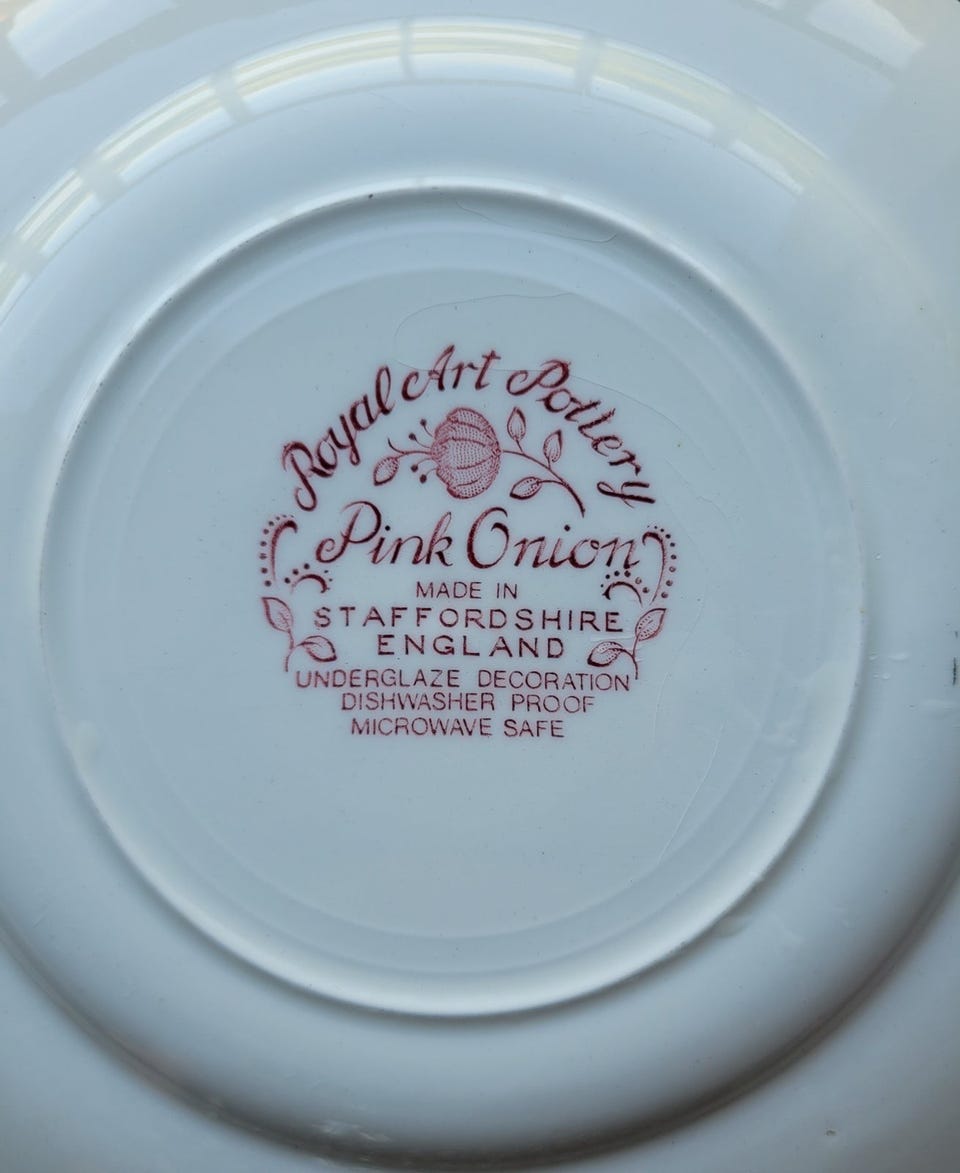 Royal Art Pottery
Pink Onion
MADE IN
STAFFORDSHIRE
ENGLAND
UNDERGLAZE DECORATION
DISHWASHER PROOF
MICROWAVE SAFE